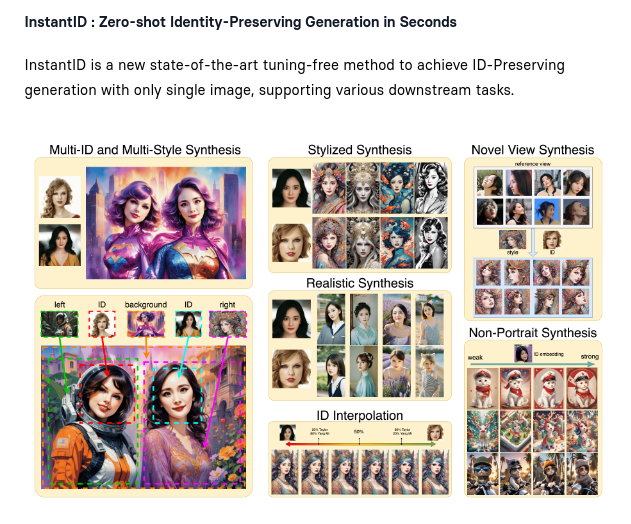 InstantID : Zero-shot Identity-Preserving Generation in Seconds
InstantID is a new state-of-the-art tuning-free method to achieve ID-Preserving
generation with only single image, supporting various downstream tasks.
Multi-ID and Multi-Style Synthesis
Stylized Synthesis
Novel View Synthesis
reference view
style
ID
left
ID
background
ID
right
Realistic Synthesis
Non-Portrait Synthesis
weak
ID embedding
strong
ID Interpolation
50%